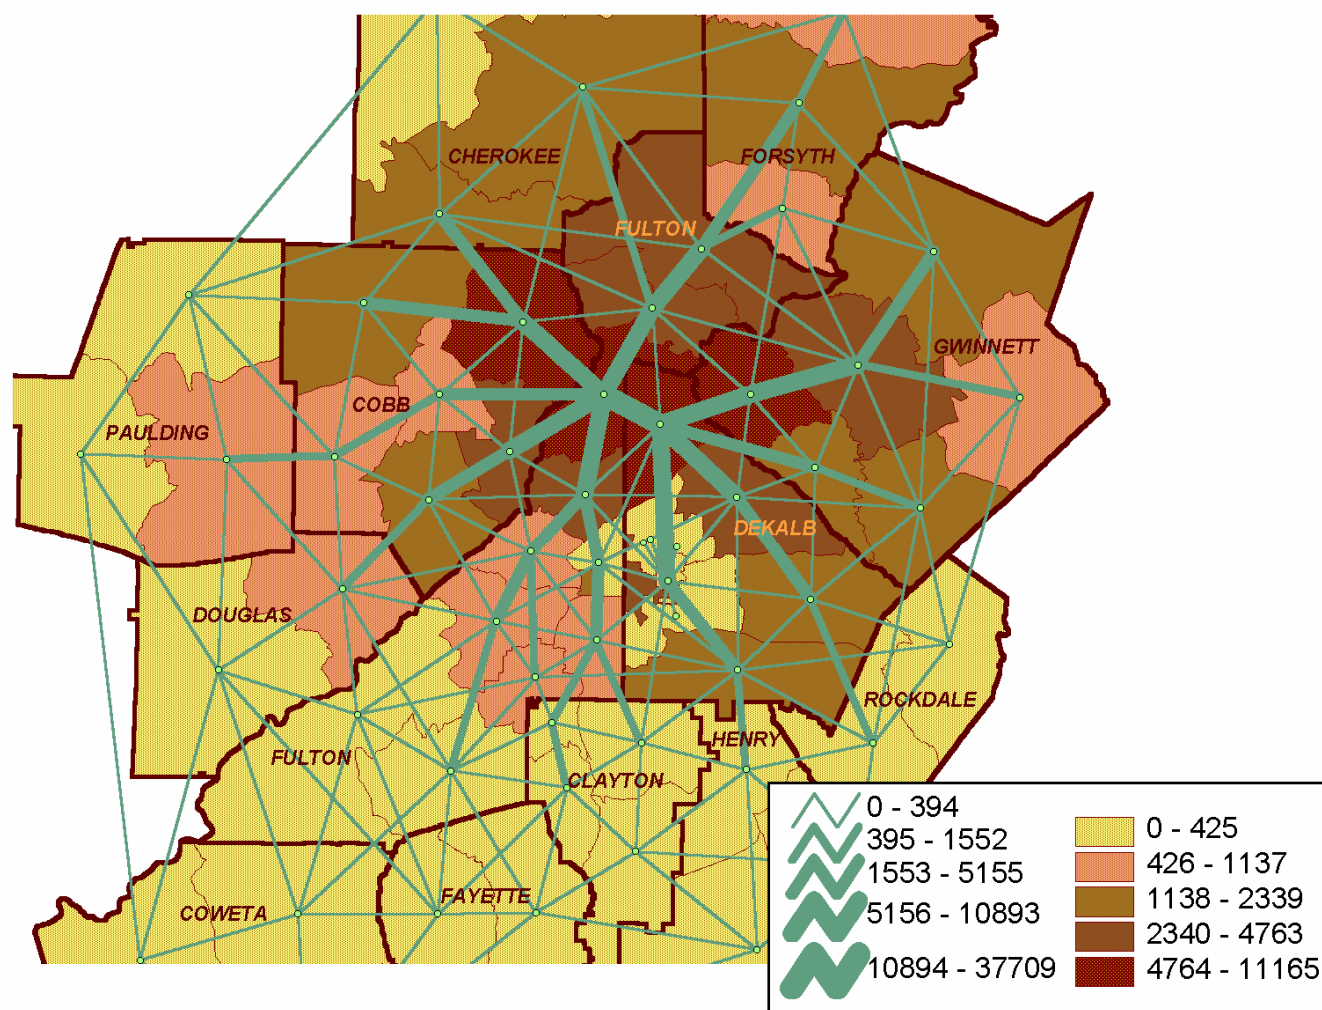 CHEROKEE
FORSYTH
FULTON
GWINNETT
COBB
PAULDING
DEKALB
DOUGLAS
ROCKDALE
HENRY
FULTON
CLAYTON
FAYETTE
COWETA
0 - 394
395 - 1552
1553 - 5155
5156 - 10893
10894 - 37709
0 - 425
426 - 1137
1138 - 2339
2340 - 4763
4764 - 11165